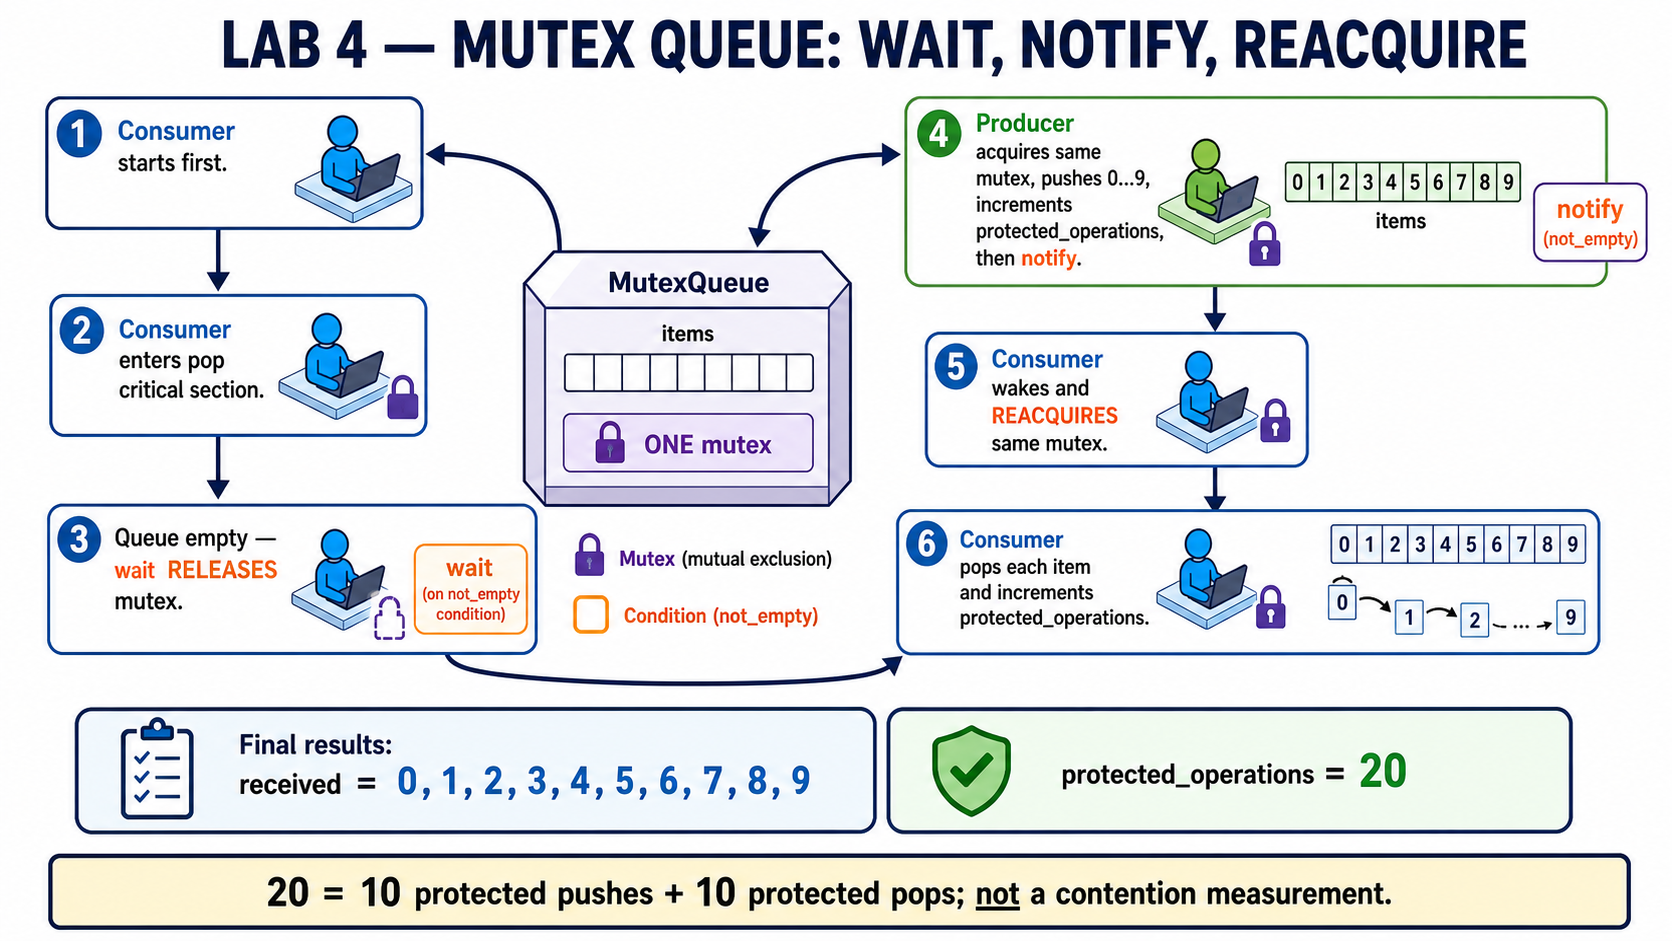 LAB 4 — MUTEX QUEUE: WAIT, NOTIFY, REACQUIRE
1
Consumer
starts first.
2
Consumer
enters pop
critical section.
3
Queue empty —
wait RELEASES
mutex.
wait
(on not_empty
condition)
MutexQueue
items
ONE mutex
Mutex (mutual exclusion)
Condition (not_empty)
4
Producer
acquires same
mutex, pushes 0...9,
increments
protected_operations,
then notify.
0 1 2 3 4 5 6 7 8 9
items
notify
(not_empty)
5
Consumer
wakes and
REACQUIRES
same mutex.
6
Consumer
pops each item
and increments
protected_operations.
0 1 2 3 4 5 6 7 8 9
0 1 2 ... 9
Final results:
received = 0, 1, 2, 3, 4, 5, 6, 7, 8, 9
protected_operations = 20
20 = 10 protected pushes + 10 protected pops; not a contention measurement.